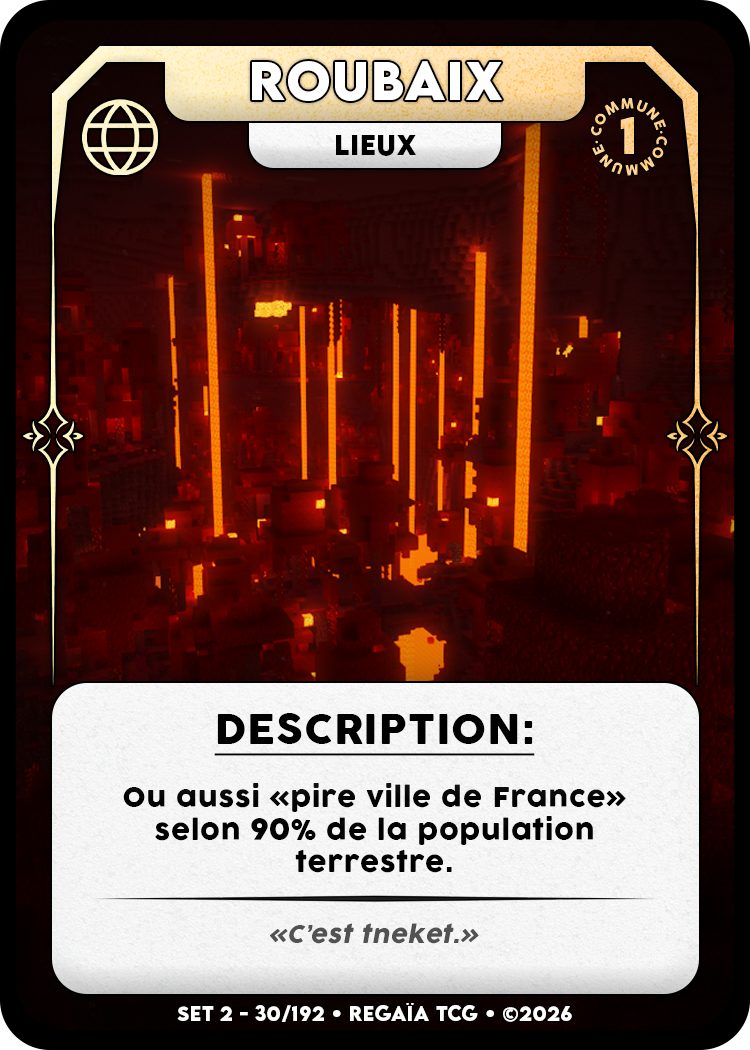 ROUBAIX
LIEUX
COMMUNE · COMMUNE ·
1
DESCRIPTION:
Ou aussi «pire ville de France»
selon 90% de la population
terrestre.
«C'est tneket.»
SET 2 - 30/192 • REGAÏA TCG • ©2026